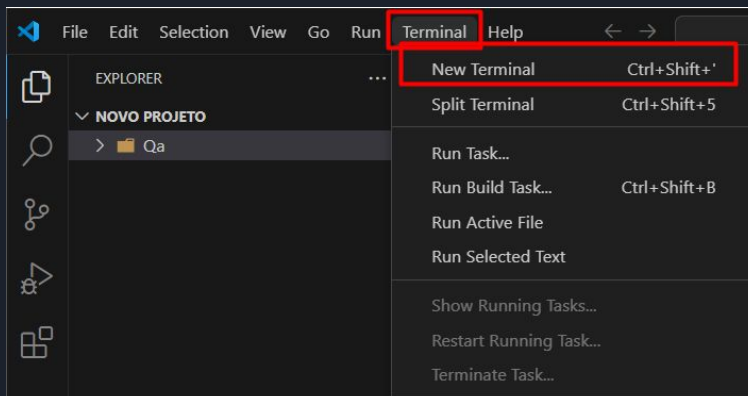 File Edit Selection View Go Run Terminal Help
EXPLORER
NOVO PROJETO
Qa
New Terminal Ctrl+Shift+'
Split Terminal Ctrl+Shift+5
Run Task...
Run Build Task... Ctrl+Shift+B
Run Active File
Run Selected Text
Show Running Tasks...
Restart Running Task...
Terminate Task...